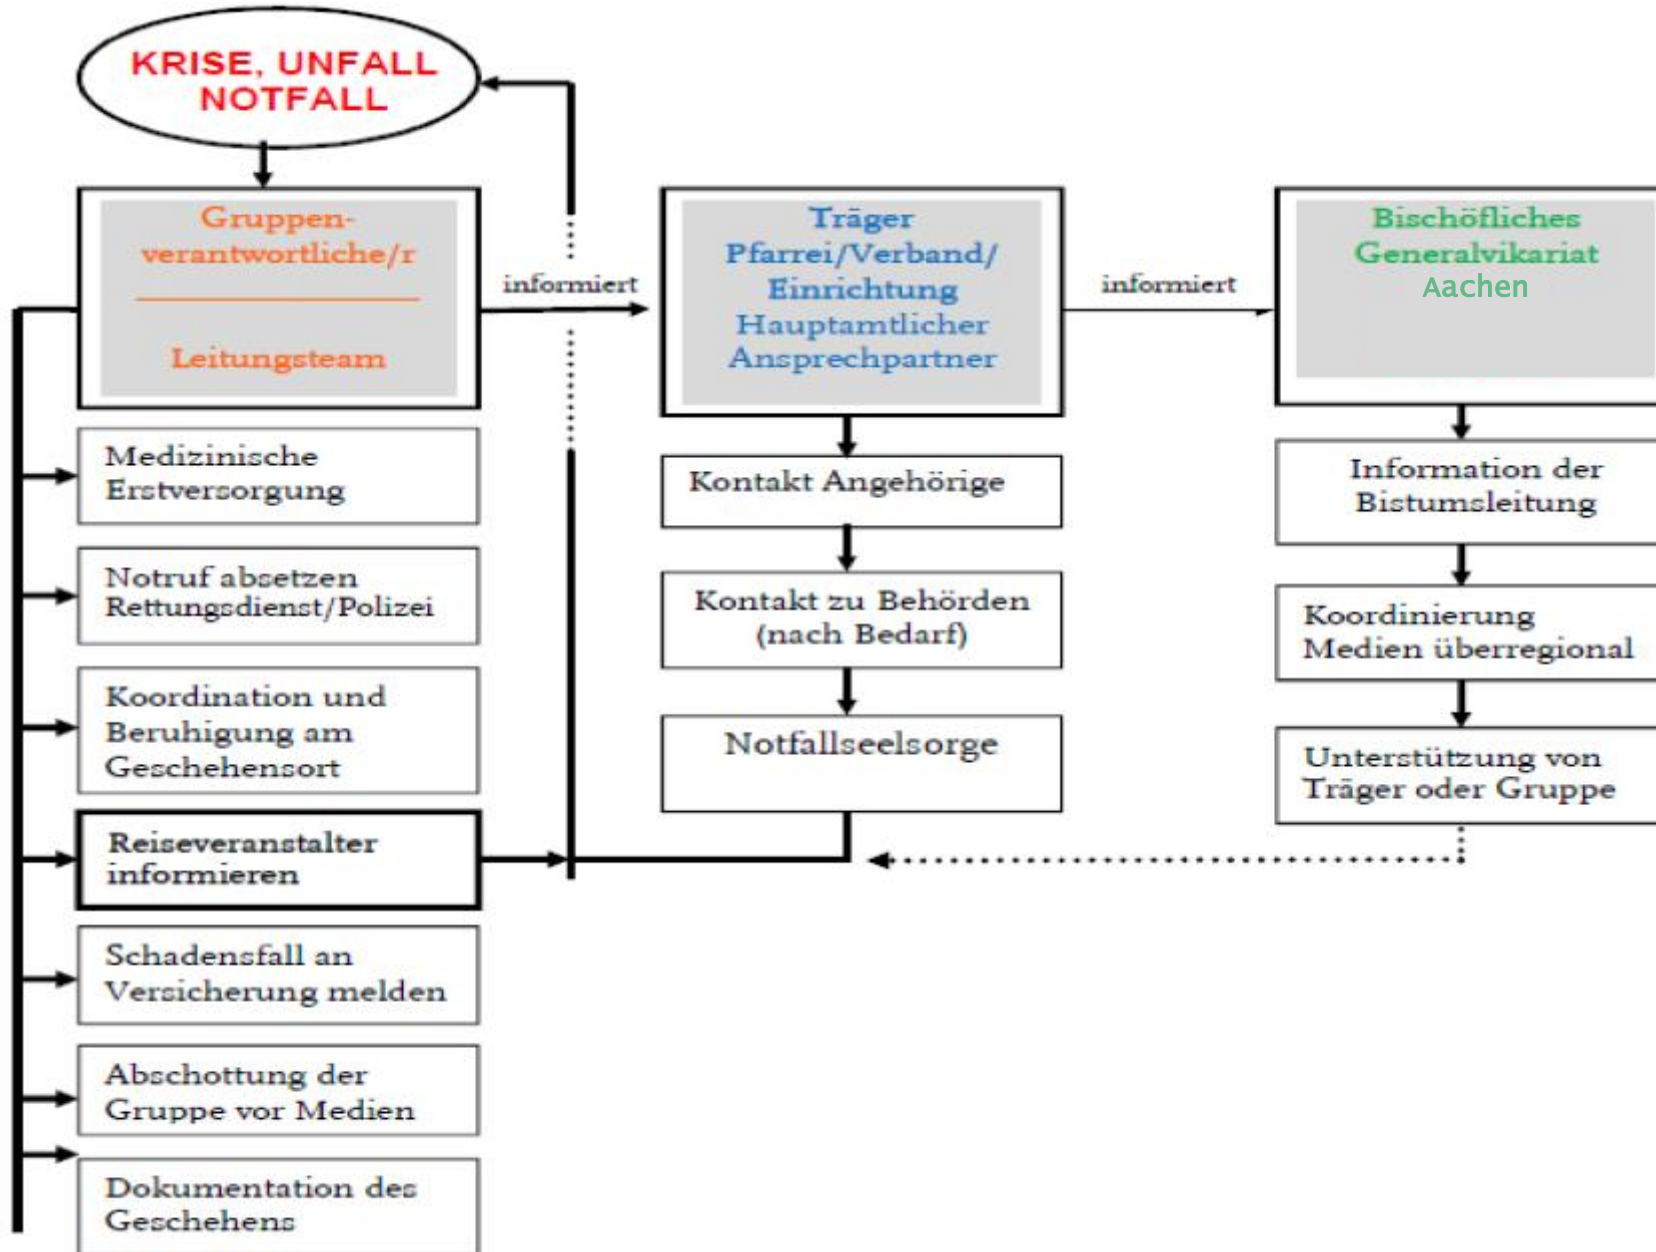 KRISE, UNFALL
NOTFALL
Gruppen-
verantwortliche/r
Leitungsteam
informiert
Träger
Pfarrei/Verband/
Einrichtung
Hauptamtlicher
Ansprechpartner
informiert
Bischöfliches
Generalvikariat
Aachen
Medizinische
Erstversorgung
Notruf absetzen
Rettungsdienst/Polizei
Koordination und
Beruhigung am
Geschehensort
Reiseveranstalter
informieren
Schadensfall an
Versicherung melden
Abschottung der
Gruppe vor Medien
Dokumentation des
Geschehens
Kontakt Angehörige
Kontakt zu Behörden
(nach Bedarf)
Notfallseelsorge
Information der
Bistumsleitung
Koordinierung
Medien überregional
Unterstützung von
Träger oder Gruppe